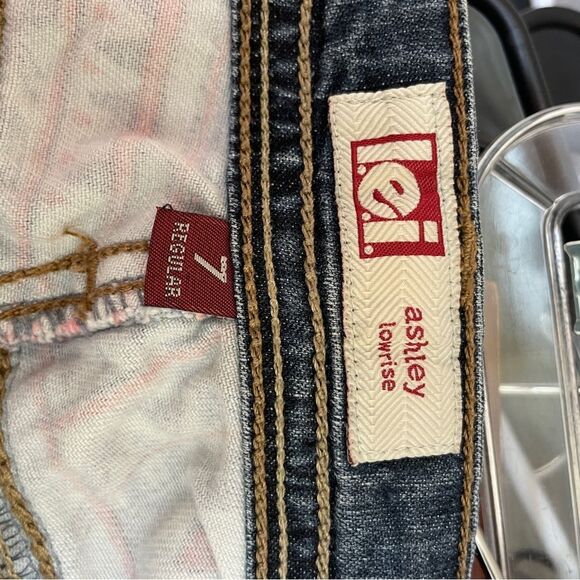 l.e.i.
ashley
lowrise
7
REGULAR